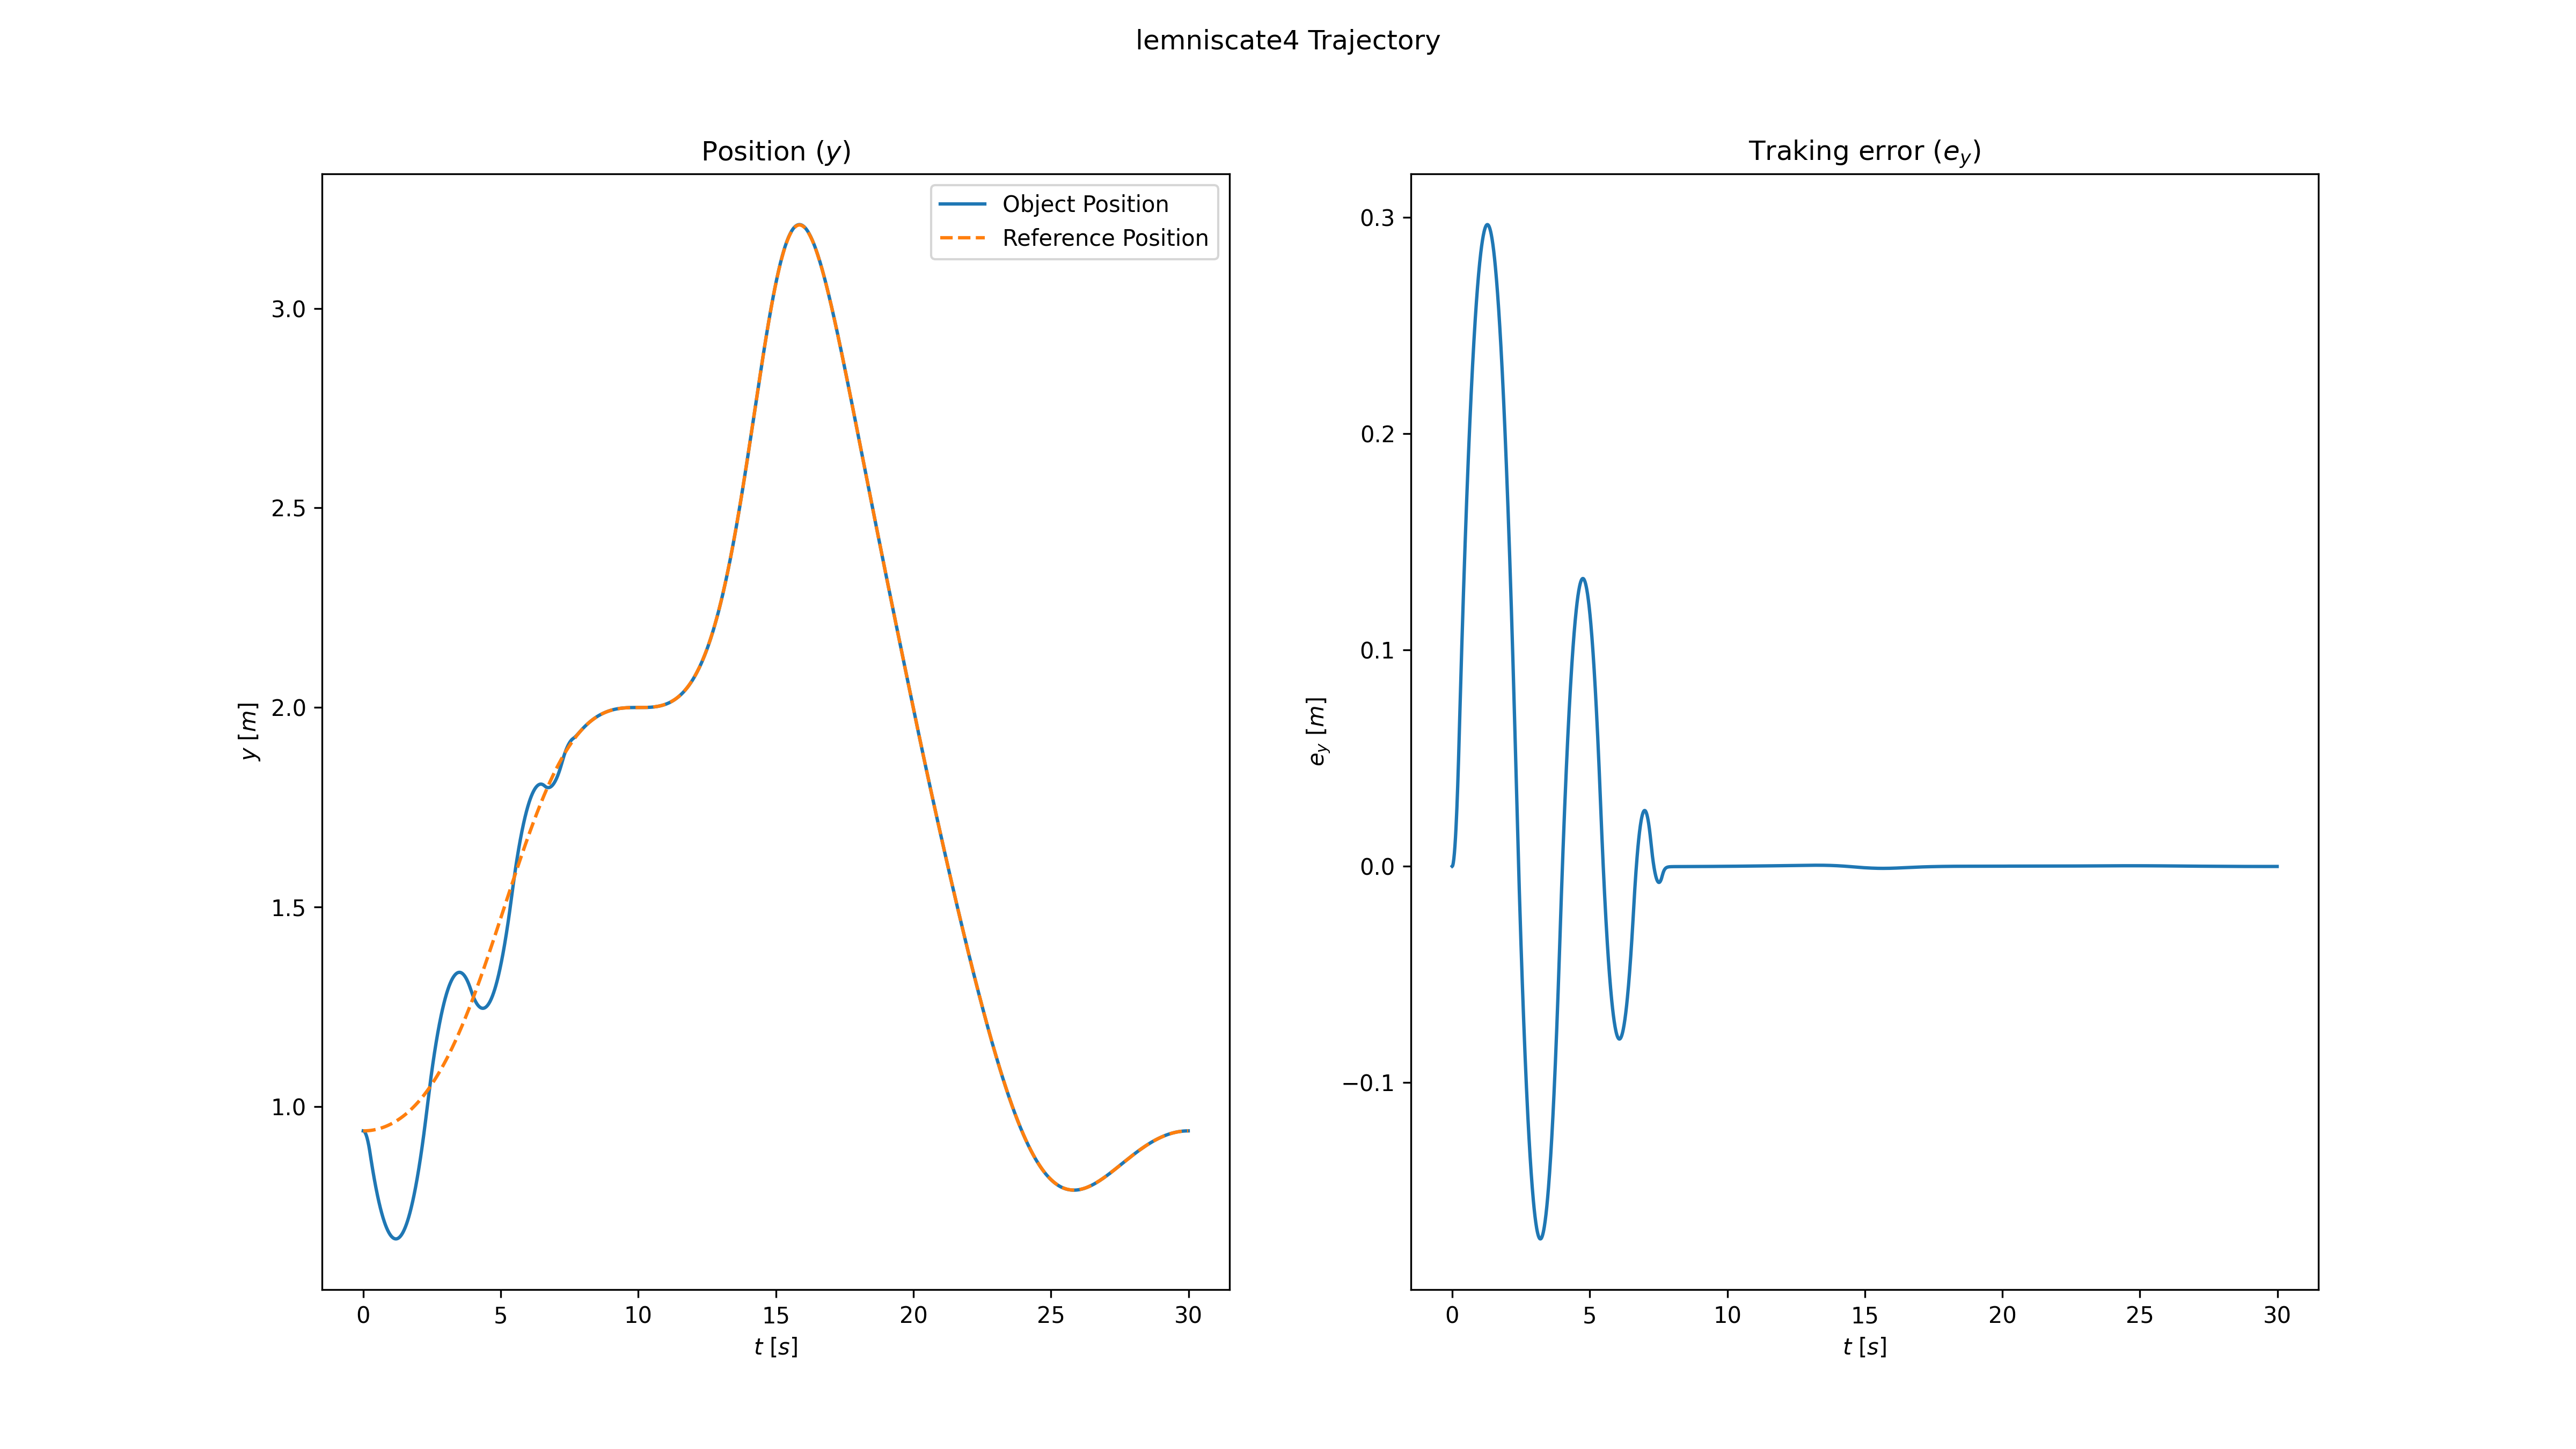 lemniscate4 Trajectory
Position (y)
Object Position
Reference Position
3.0
2.5
2.0
1.5
1.0
y [m]
0 5 10 15 20 25 30
t [s]
Traking error (e_y)
0.3
0.2
0.1
0.0
−0.1
e_y [m]
0 5 10 15 20 25 30
t [s]